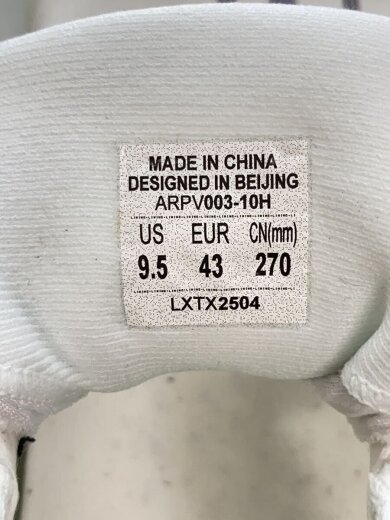 MADE IN CHINA
DESIGNED IN BEIJING
ARPV003-10H
US EUR CN(mm)
9.5 43 270
LXTX2504